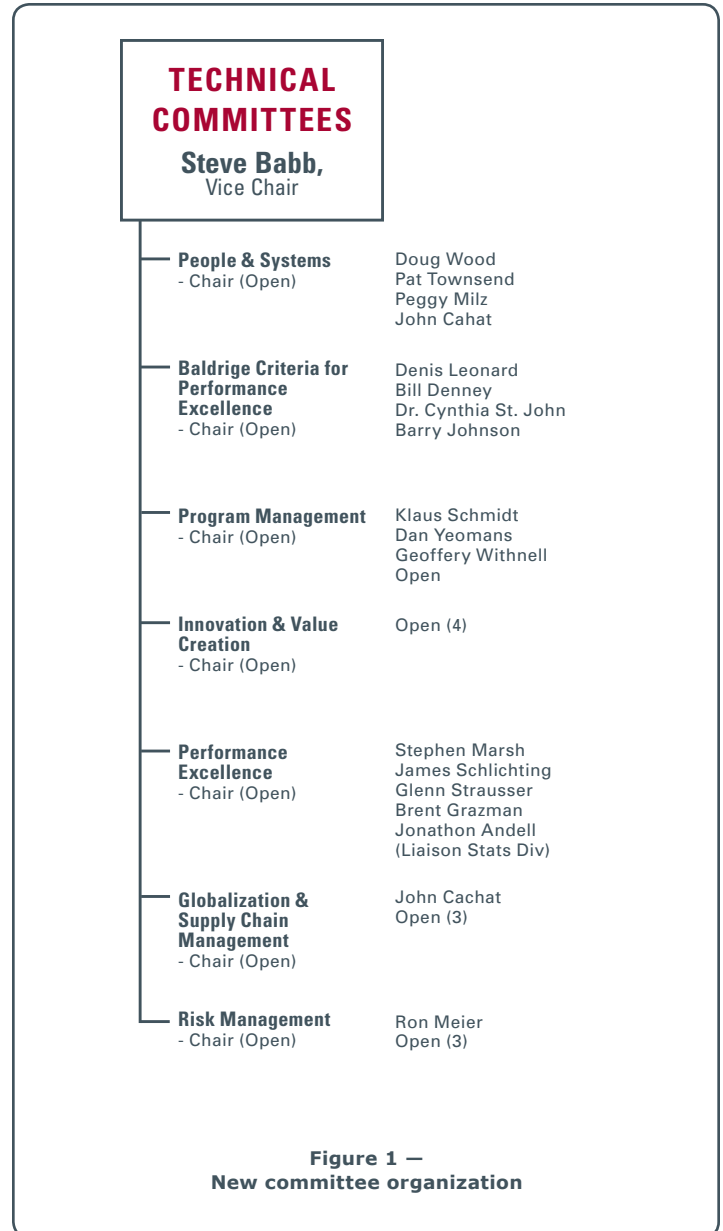 TECHNICAL
COMMITTEES
Steve Babb,
Vice Chair
People & Systems
- Chair (Open)
Doug Wood
Pat Townsend
Peggy Milz
John Cahat
Baldrige Criteria for
Performance
Excellence
- Chair (Open)
Denis Leonard
Bill Denney
Dr. Cynthia St. John
Barry Johnson
Program Management
- Chair (Open)
Klaus Schmidt
Dan Yeomans
Geoffery Withnell
Open
Innovation & Value
Creation
- Chair (Open)
Open (4)
Performance
Excellence
- Chair (Open)
Stephen Marsh
James Schlichting
Glenn Strausser
Brent Grazman
Jonathon Andell
(Liaison Stats Div)
Globalization &
Supply Chain
Management
- Chair (Open)
John Cachat
Open (3)
Risk Management
- Chair (Open)
Ron Meier
Open (3)
Figure 1 —
New committee organization